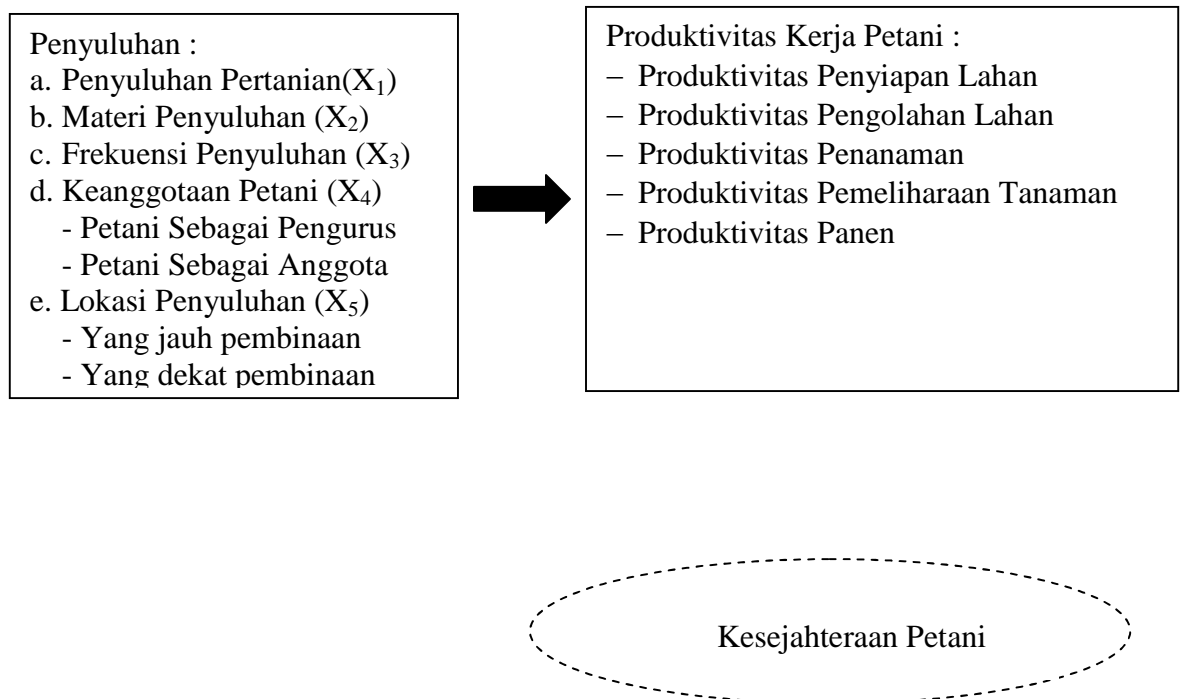 Penyuluhan :
a. Penyuluhan Pertanian(X₁)
b. Materi Penyuluhan (X₂)
c. Frekuensi Penyuluhan (X₃)
d. Keanggotaan Petani (X₄)
- Petani Sebagai Pengurus
- Petani Sebagai Anggota
e. Lokasi Penyuluhan (X₅)
- Yang jauh pembinaan
- Yang dekat pembinaan
Produktivitas Kerja Petani :
− Produktivitas Penyiapan Lahan
− Produktivitas Pengolahan Lahan
− Produktivitas Penanaman
− Produktivitas Pemeliharaan Tanaman
− Produktivitas Panen
Kesejahteraan Petani